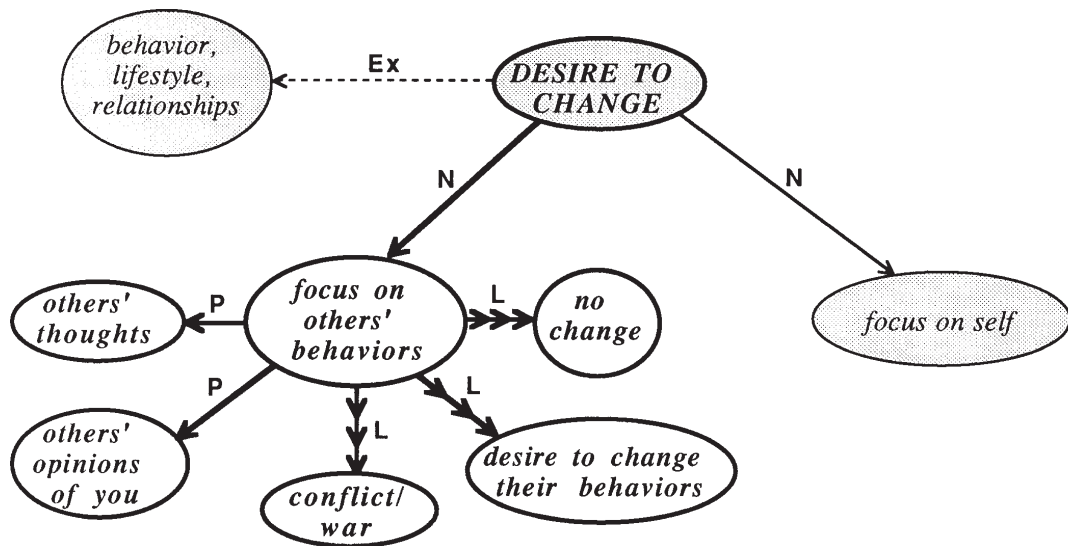 behavior,
lifestyle,
relationships
Ex
DESIRE TO
CHANGE
N
N
others'
thoughts
P
focus on
others'
behaviors
L
no
change
focus on self
P
L
L
others'
opinions
of you
conflict/
war
desire to change
their behaviors